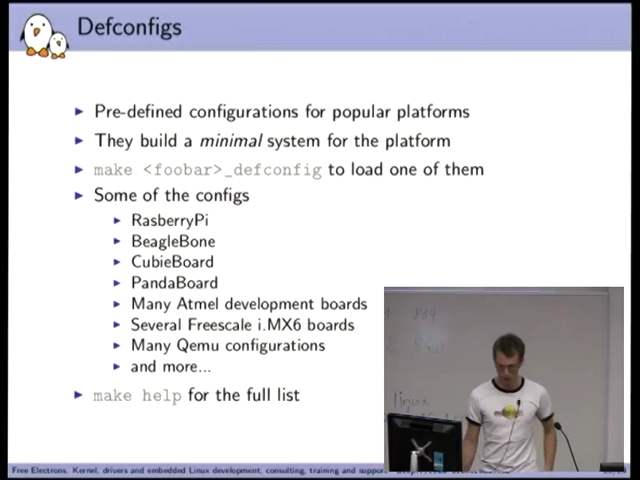 Defconfigs
Pre-defined configurations for popular platforms
They build a minimal system for the platform
make <foobar>_defconfig to load one of them
Some of the configs
RasberryPi
BeagleBone
CubieBoard
PandaBoard
Many Atmel development boards
Several Freescale i.MX6 boards
Many Qemu configurations
and more...
make help for the full list
linux
Free Electrons. Kernel, drivers and embedded Linux development, consulting, training and support.